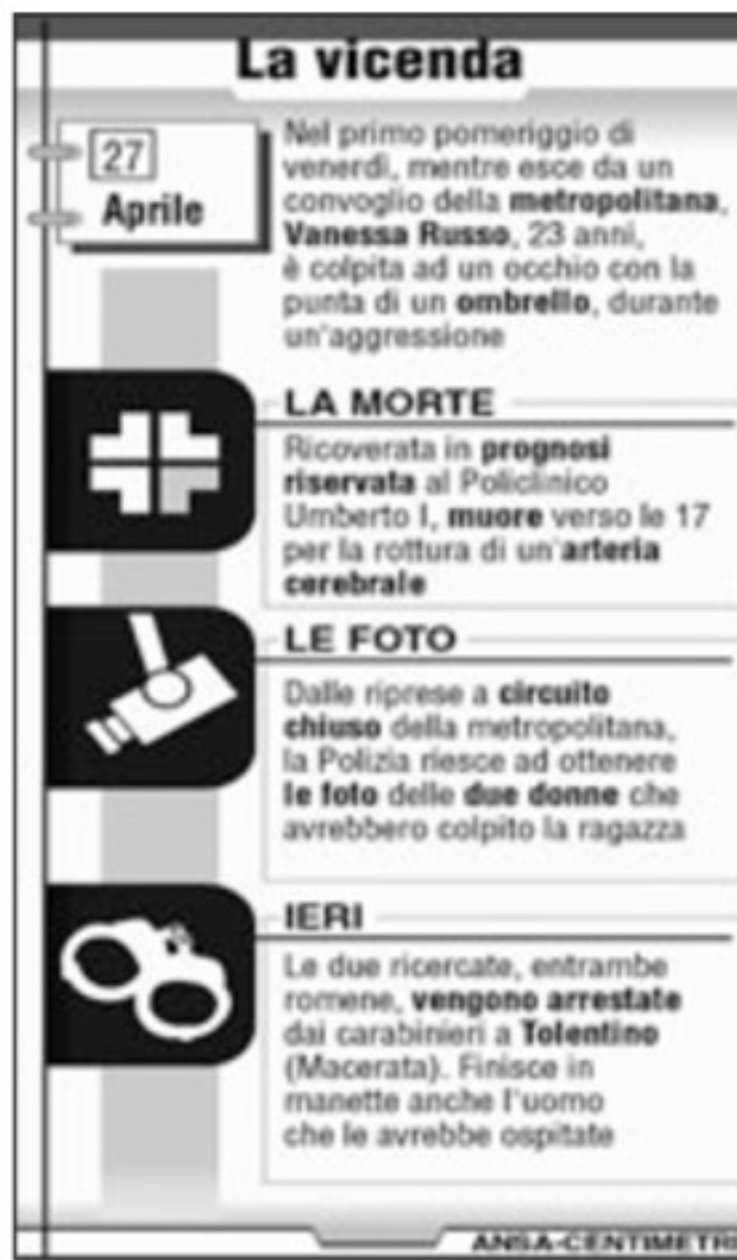 La vicenda
27
Aprile
Nel primo pomeriggio di
venerdì, mentre esce da un
convoglio della metropolitana,
Vanessa Russo, 23 anni,
è colpita ad un occhio con la
punta di un ombrello, durante
un'aggressione
LA MORTE
Ricoverata in prognosi
riservata al Policlinico
Umberto I, muore verso le 17
per la rottura di un'arteria
cerebrale
LE FOTO
Dalle riprese a circuito
chiuso della metropolitana,
la Polizia riesce ad ottenere
le foto delle due donne che
avrebbero colpito la ragazza
IERI
Le due ricercate, entrambe
romene, vengono arrestate
dai carabinieri a Tolentino
(Macerata). Finisce in
manette anche l'uomo
che le avrebbe ospitate
ANSA-CENTIMETRI